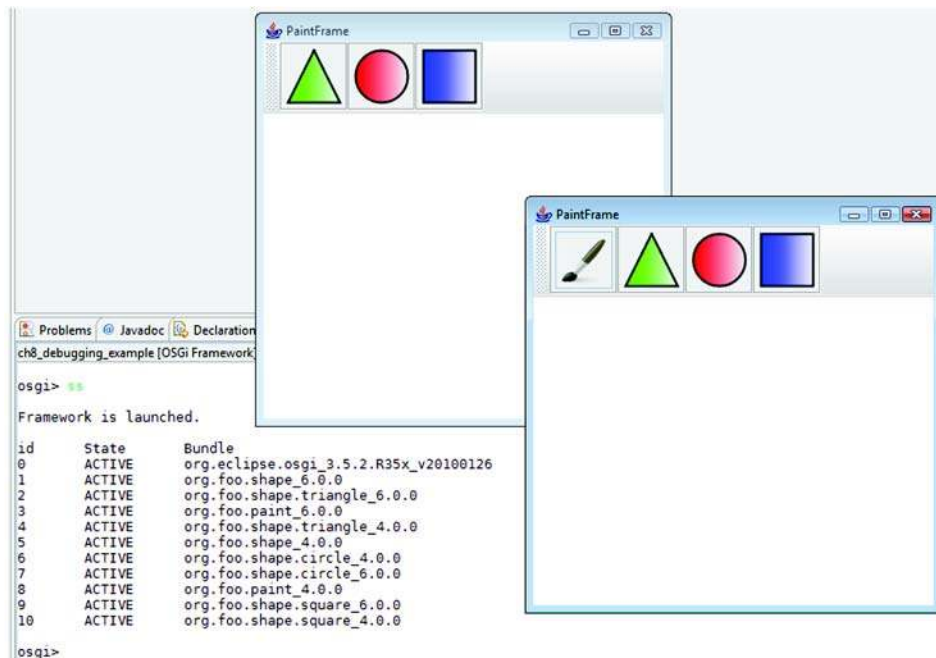 PaintFrame
PaintFrame
Problems @ Javadoc Declaration
ch8_debugging_example [OSGi Framework]
osgi> ss
Framework is launched.
id State Bundle
0 ACTIVE org.eclipse.osgi_3.5.2.R35x_v20100126
1 ACTIVE org.foo.shape_6.0.0
2 ACTIVE org.foo.shape.triangle_6.0.0
3 ACTIVE org.foo.paint_6.0.0
4 ACTIVE org.foo.shape.triangle_4.0.0
5 ACTIVE org.foo.shape_4.0.0
6 ACTIVE org.foo.shape.circle_4.0.0
7 ACTIVE org.foo.shape.circle_6.0.0
8 ACTIVE org.foo.paint_4.0.0
9 ACTIVE org.foo.shape.square_6.0.0
10 ACTIVE org.foo.shape.square_4.0.0
osgi>